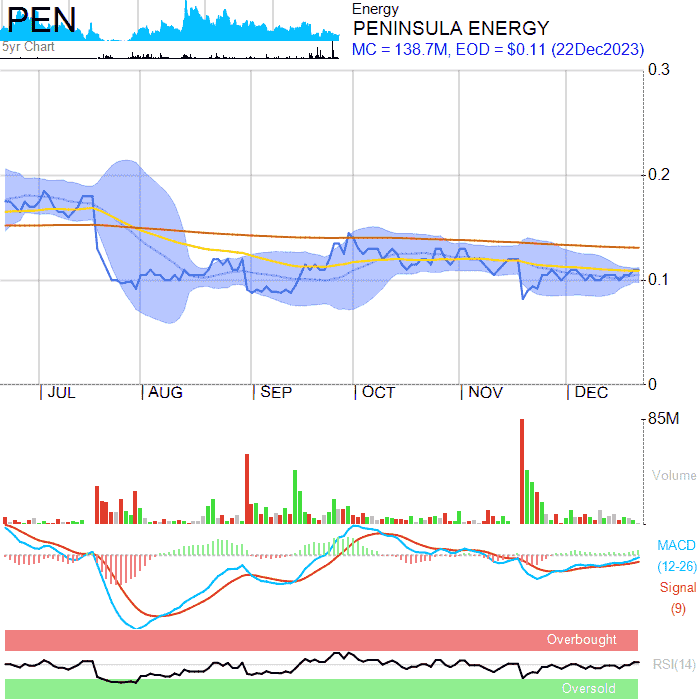 PEN
5yr Chart
Energy
PENINSULA ENERGY
MC = 138.7M, EOD = $0.11 (22Dec2023)
0.3
0.2
0.1
0
JUL
AUG
SEP
OCT
NOV
DEC
85M
Volume
MACD
(12-26)
Signal
(9)
Overbought
RSI(14)
Oversold